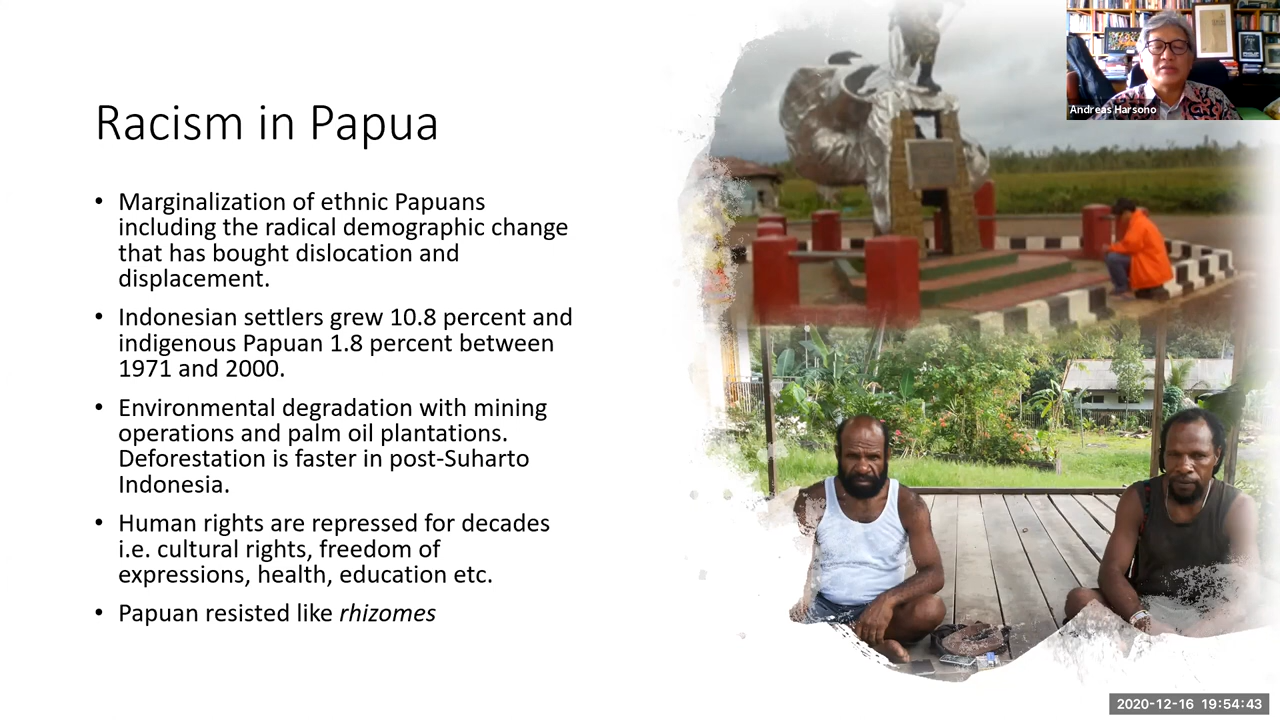 Andreas Harsono
Racism in Papua
• Marginalization of ethnic Papuans
including the radical demographic change
that has bought dislocation and
displacement.
• Indonesian settlers grew 10.8 percent and
indigenous Papuan 1.8 percent between
1971 and 2000.
• Environmental degradation with mining
operations and palm oil plantations.
Deforestation is faster in post-Suharto
Indonesia.
• Human rights are repressed for decades
i.e. cultural rights, freedom of
expressions, health, education etc.
• Papuan resisted like rhizomes
2020-12-16 19:54:43